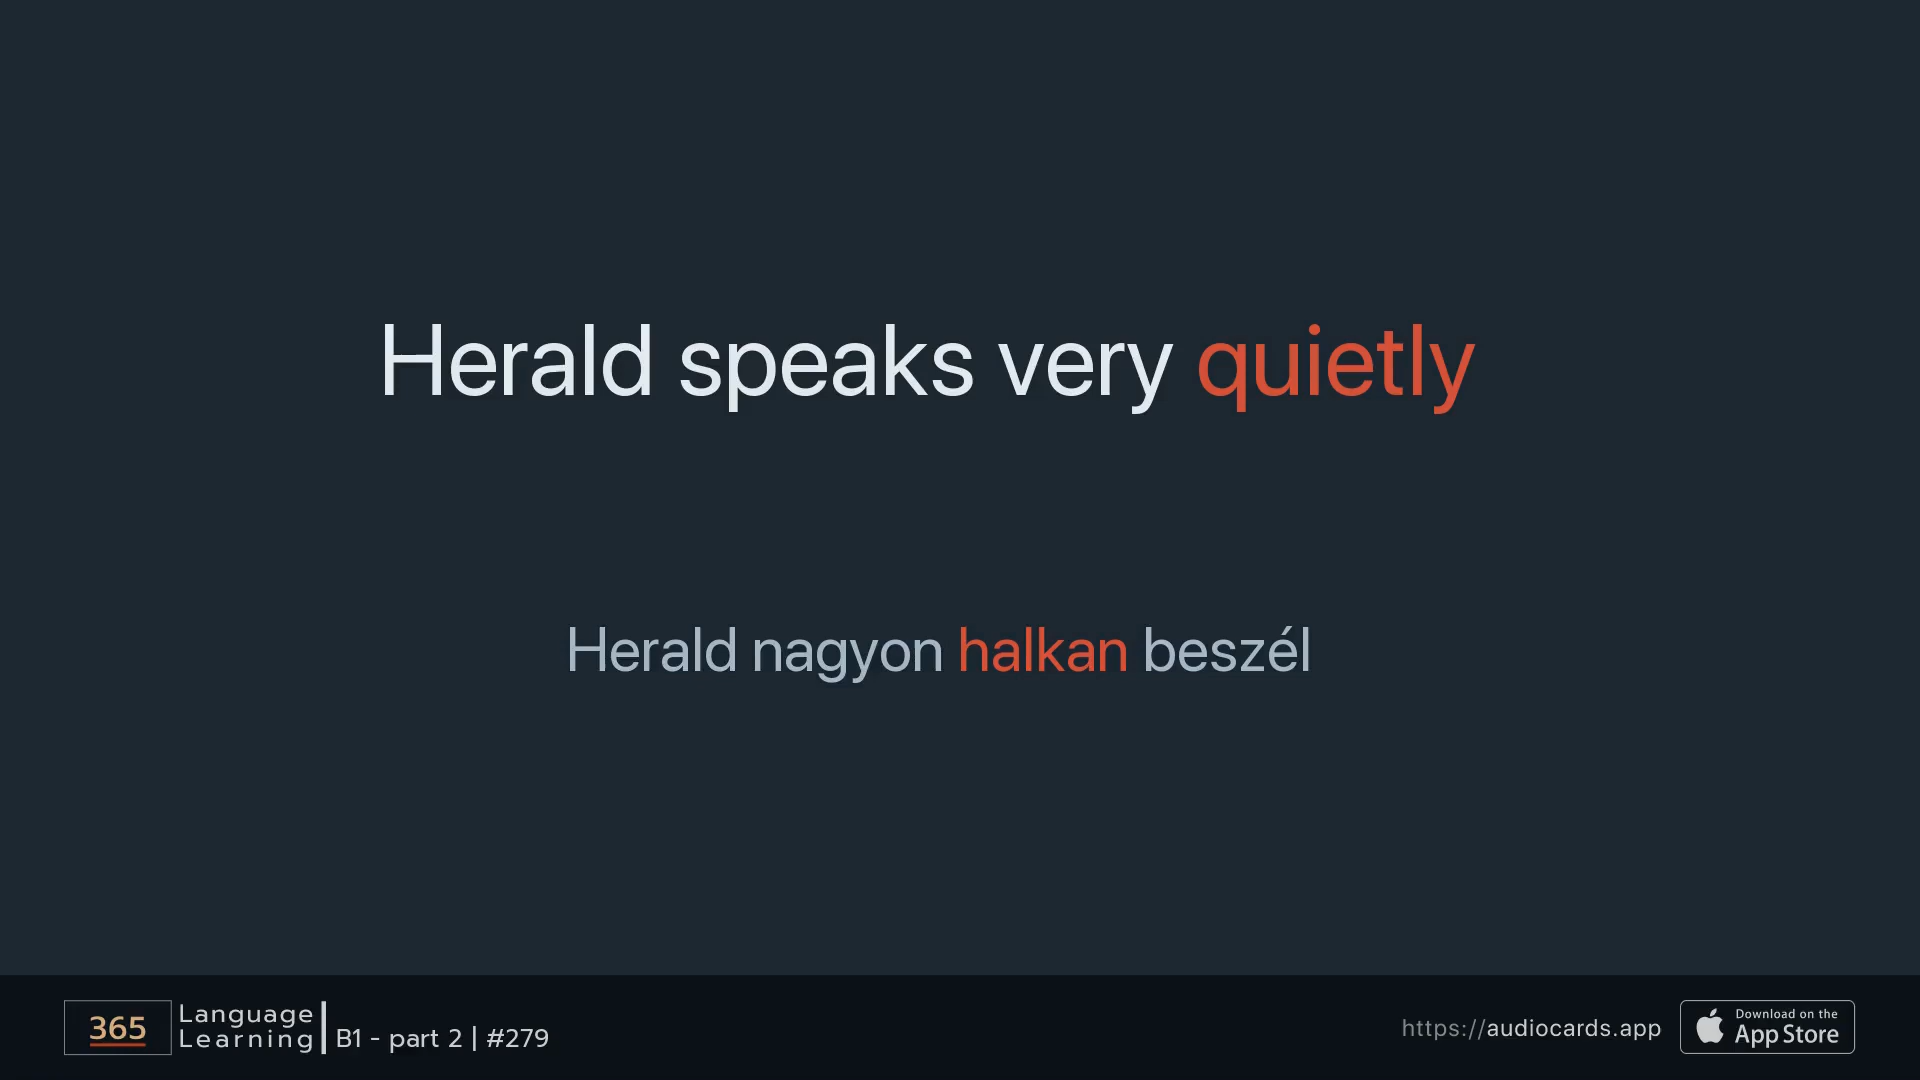 Herald speaks very quietly
Herald nagyon halkan beszél
365
Language
Learning
B1 - part 2 | #279
https://audiocards.app
Download on the
App Store